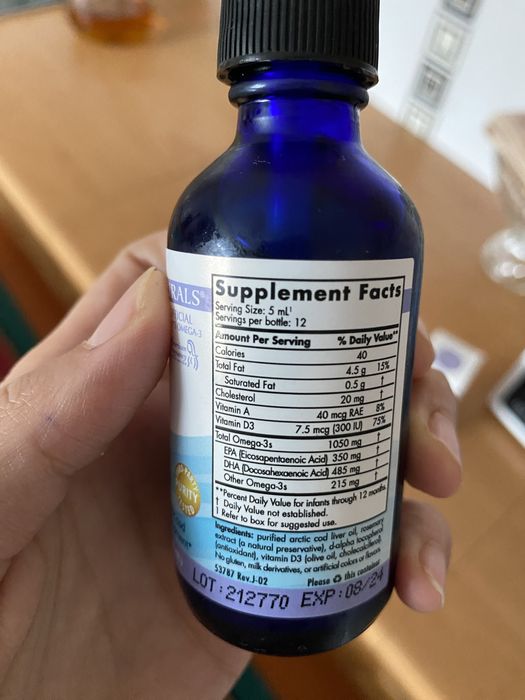 RALS®
Supplement Facts
Serving Size: 5 mL¹
Servings per bottle: 12
Amount Per Serving % Daily Value**
Calories 40
Total Fat 4.5 g 15%
Saturated Fat 0.5 g †
Cholesterol 20 mg †
Vitamin A 40 mcg RAE 8%
Vitamin D3 7.5 mcg (300 IU) 75%
Total Omega-3s 1050 mg †
EPA (Eicosapentaenoic Acid) 350 mg †
DHA (Docosahexaenoic Acid) 485 mg †
Other Omega-3s 215 mg †
**Percent Daily Value for infants through 12 months.
† Daily Value not established.
1 Refer to box for suggested use.
Ingredients: purified arctic cod liver oil, rosemary
extract (a natural preservative), d-alpha tocopherol
(antioxidant), vitamin D3 (olive oil, cholecalciferol).
No gluten, milk derivatives, or artificial colors or flavors.
53787 Rev.J-02 Please this container
LOT:212770 EXP:08/24
OMEGA-3